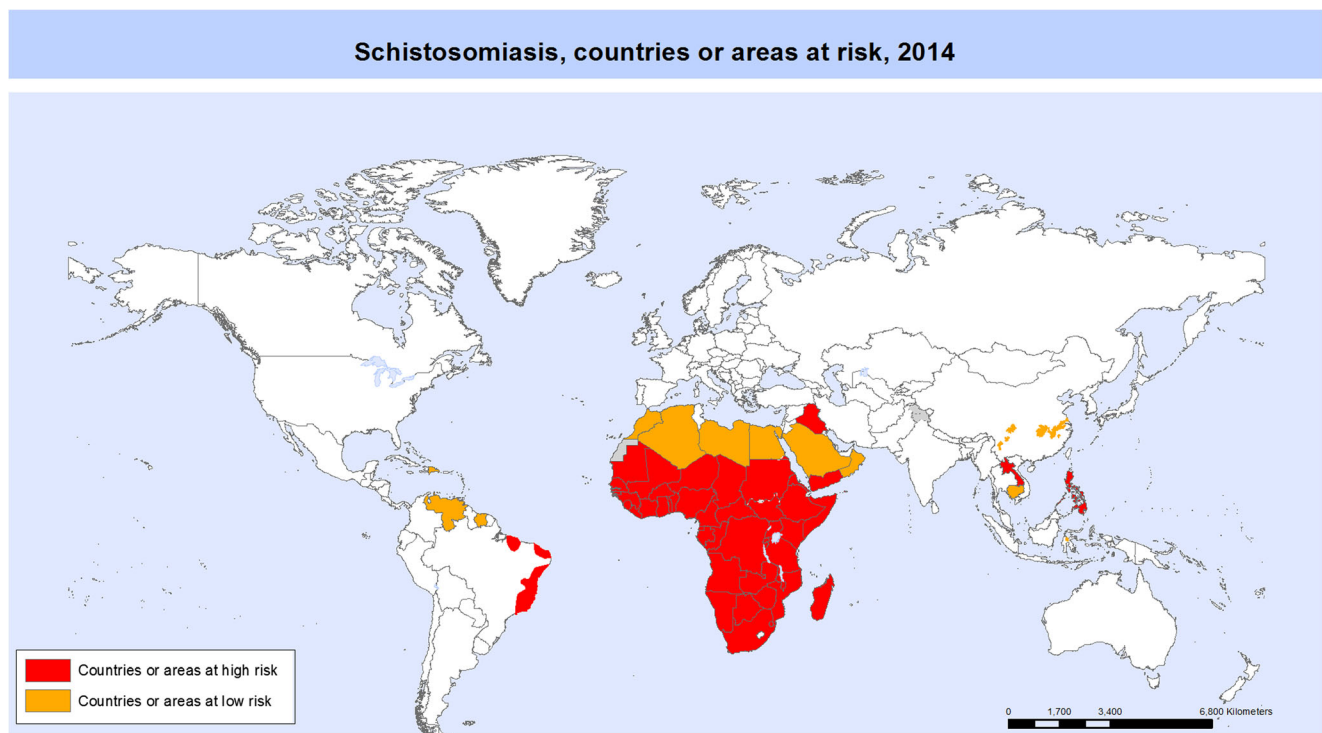 Schistosomiasis, countries or areas at risk, 2014
Countries or areas at high risk
Countries or areas at low risk
0 1,700 3,400 6,800 Kilometers